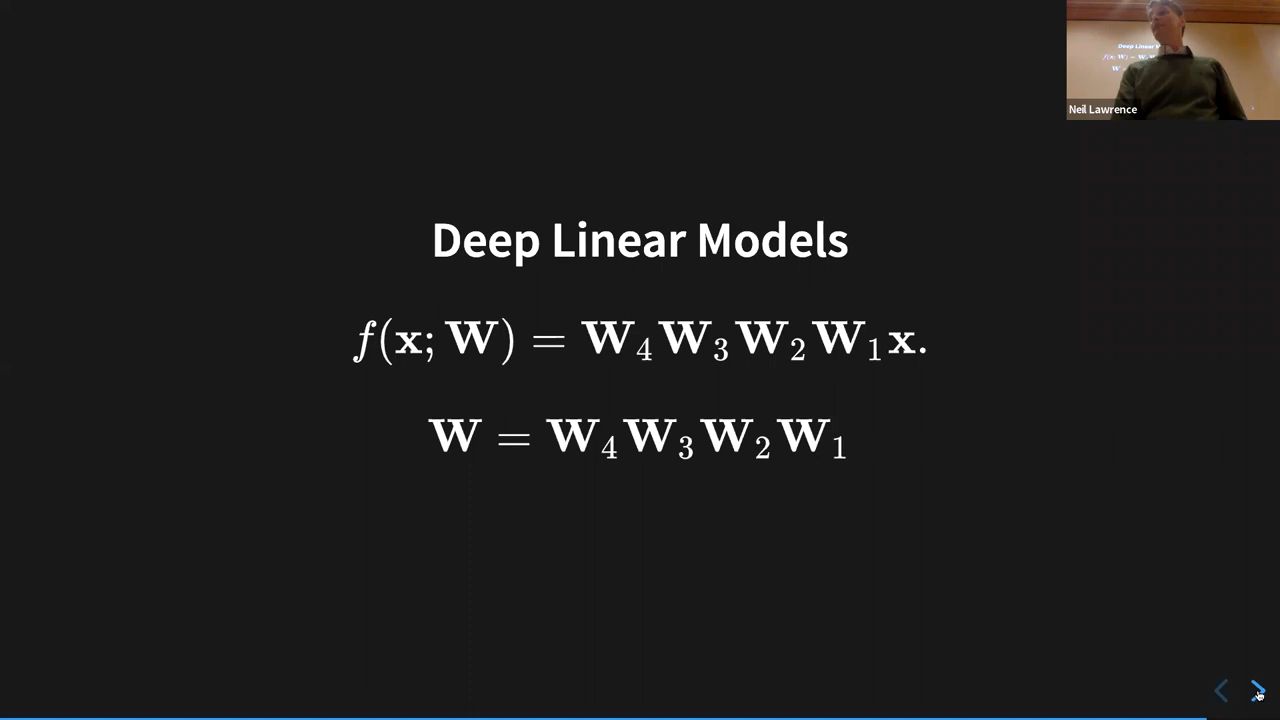 Neil Lawrence
Deep Linear Models
f(x; W) = W₄W₃W₂W₁x.
W = W₄W₃W₂W₁